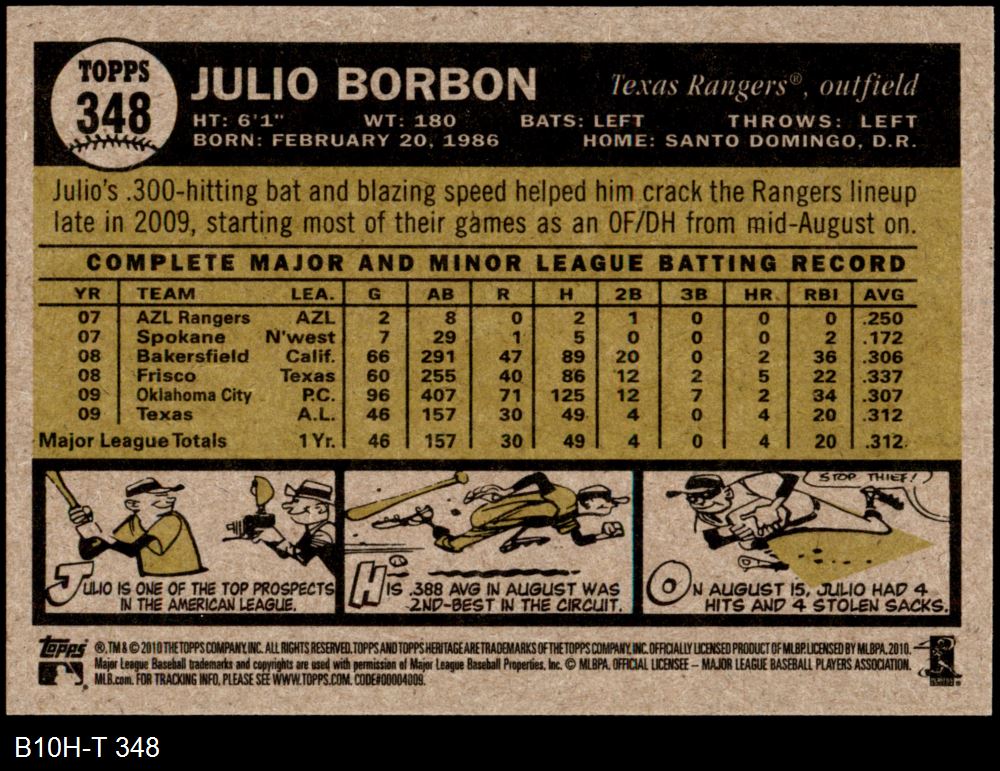 TOPPS
348
JULIO BORBON
Texas Rangers®, outfield
HT: 6'1" WT: 180 BATS: LEFT THROWS: LEFT
BORN: FEBRUARY 20, 1986 HOME: SANTO DOMINGO, D.R.
Julio's .300-hitting bat and blazing speed helped him crack the Rangers lineup
late in 2009, starting most of their games as an OF/DH from mid-August on.
COMPLETE MAJOR AND MINOR LEAGUE BATTING RECORD
YR TEAM LEA. G AB R H 2B 3B HR RBI AVG
07 AZL Rangers AZL 2 8 0 2 1 0 0 0 .250
07 Spokane N'west 7 29 1 5 0 0 0 2 .172
08 Bakersfield Calif. 66 291 47 89 20 0 2 36 .306
08 Frisco Texas 60 255 40 86 12 2 5 22 .337
09 Oklahoma City P.C. 96 407 71 125 12 7 2 34 .307
09 Texas A.L. 46 157 30 49 4 0 4 20 .312
Major League Totals 1 Yr. 46 157 30 49 4 0 4 20 .312
JULIO IS ONE OF THE TOP PROSPECTS
IN THE AMERICAN LEAGUE.
HIS .388 AVG IN AUGUST WAS
2ND-BEST IN THE CIRCUIT.
STOP THIEF!
ON AUGUST 15, JULIO HAD 4
HITS AND 4 STOLEN SACKS.
Topps ®, TM & © 2010 THE TOPPS COMPANY, INC. ALL RIGHTS RESERVED. TOPPS AND TOPPS HERITAGE ARE TRADEMARKS OF THE TOPPS COMPANY, INC. OFFICIALLY LICENSED PRODUCT OF MLBP. LICENSED BY MLBPA, 2010.
Major League Baseball trademarks and copyrights are used with permission of Major League Baseball Properties, Inc. © MLBPA, OFFICIAL LICENSEE – MAJOR LEAGUE BASEBALL PLAYERS ASSOCIATION.
MLB.com. FOR TRACKING INFO, PLEASE SEE WWW.TOPPS.COM. CODE#00004009.
B10H-T 348